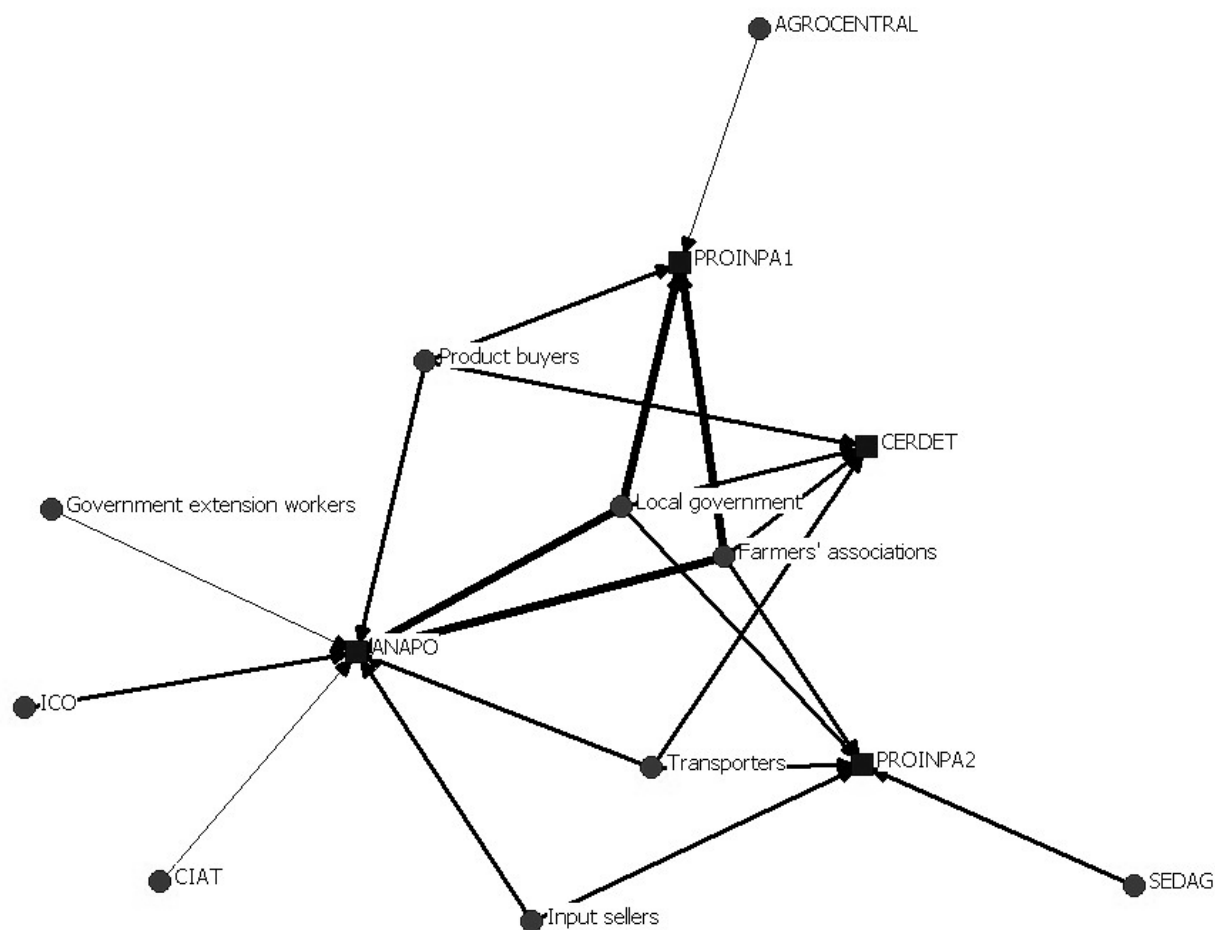 AGROCENTRAL
PROINPA1
Product buyers
CERDET
Government extension workers
Local government
Farmers' associations
ANAPO
ICO
Transporters
PROINPA2
CIAT
SEDAG
Input sellers